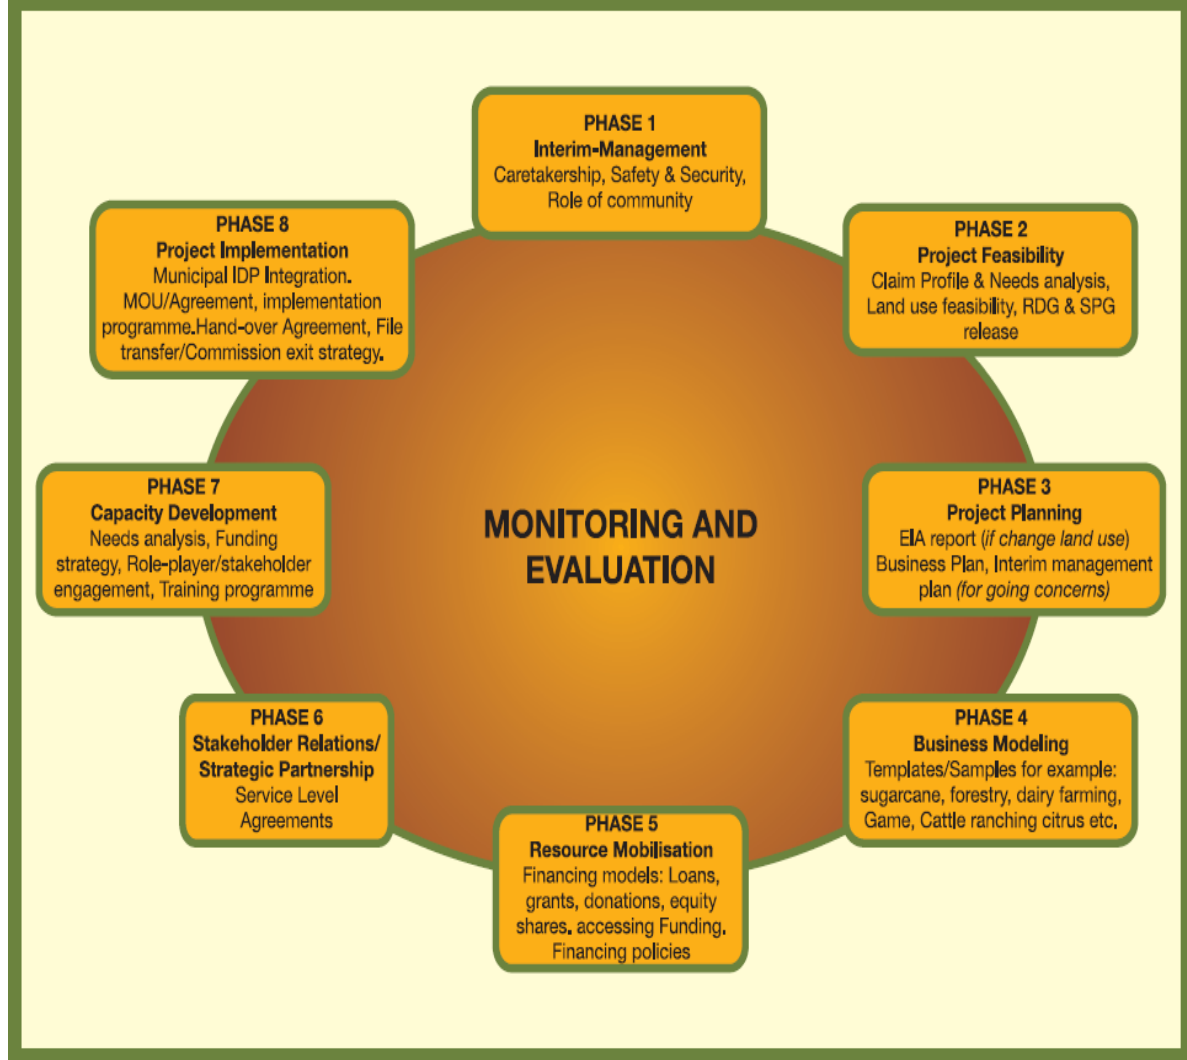 PHASE 1
Interim-Management
Caretakership, Safety & Security,
Role of community
PHASE 2
Project Feasibility
Claim Profile & Needs analysis,
Land use feasibility, RDG & SPG
release
PHASE 3
Project Planning
EIA report (if change land use)
Business Plan, Interim management
plan (for going concerns)
PHASE 4
Business Modeling
Templates/Samples for example:
sugarcane, forestry, dairy farming,
Game, Cattle ranching citrus etc.
PHASE 5
Resource Mobilisation
Financing models: Loans,
grants, donations, equity
shares. accessing Funding.
Financing policies
PHASE 6
Stakeholder Relations/
Strategic Partnership
Service Level
Agreements
PHASE 7
Capacity Development
Needs analysis, Funding
strategy, Role-player/stakeholder
engagement, Training programme
PHASE 8
Project Implementation
Municipal IDP Integration.
MOU/Agreement, implementation
programme.Hand-over Agreement, File
transfer/Commission exit strategy.
MONITORING AND
EVALUATION